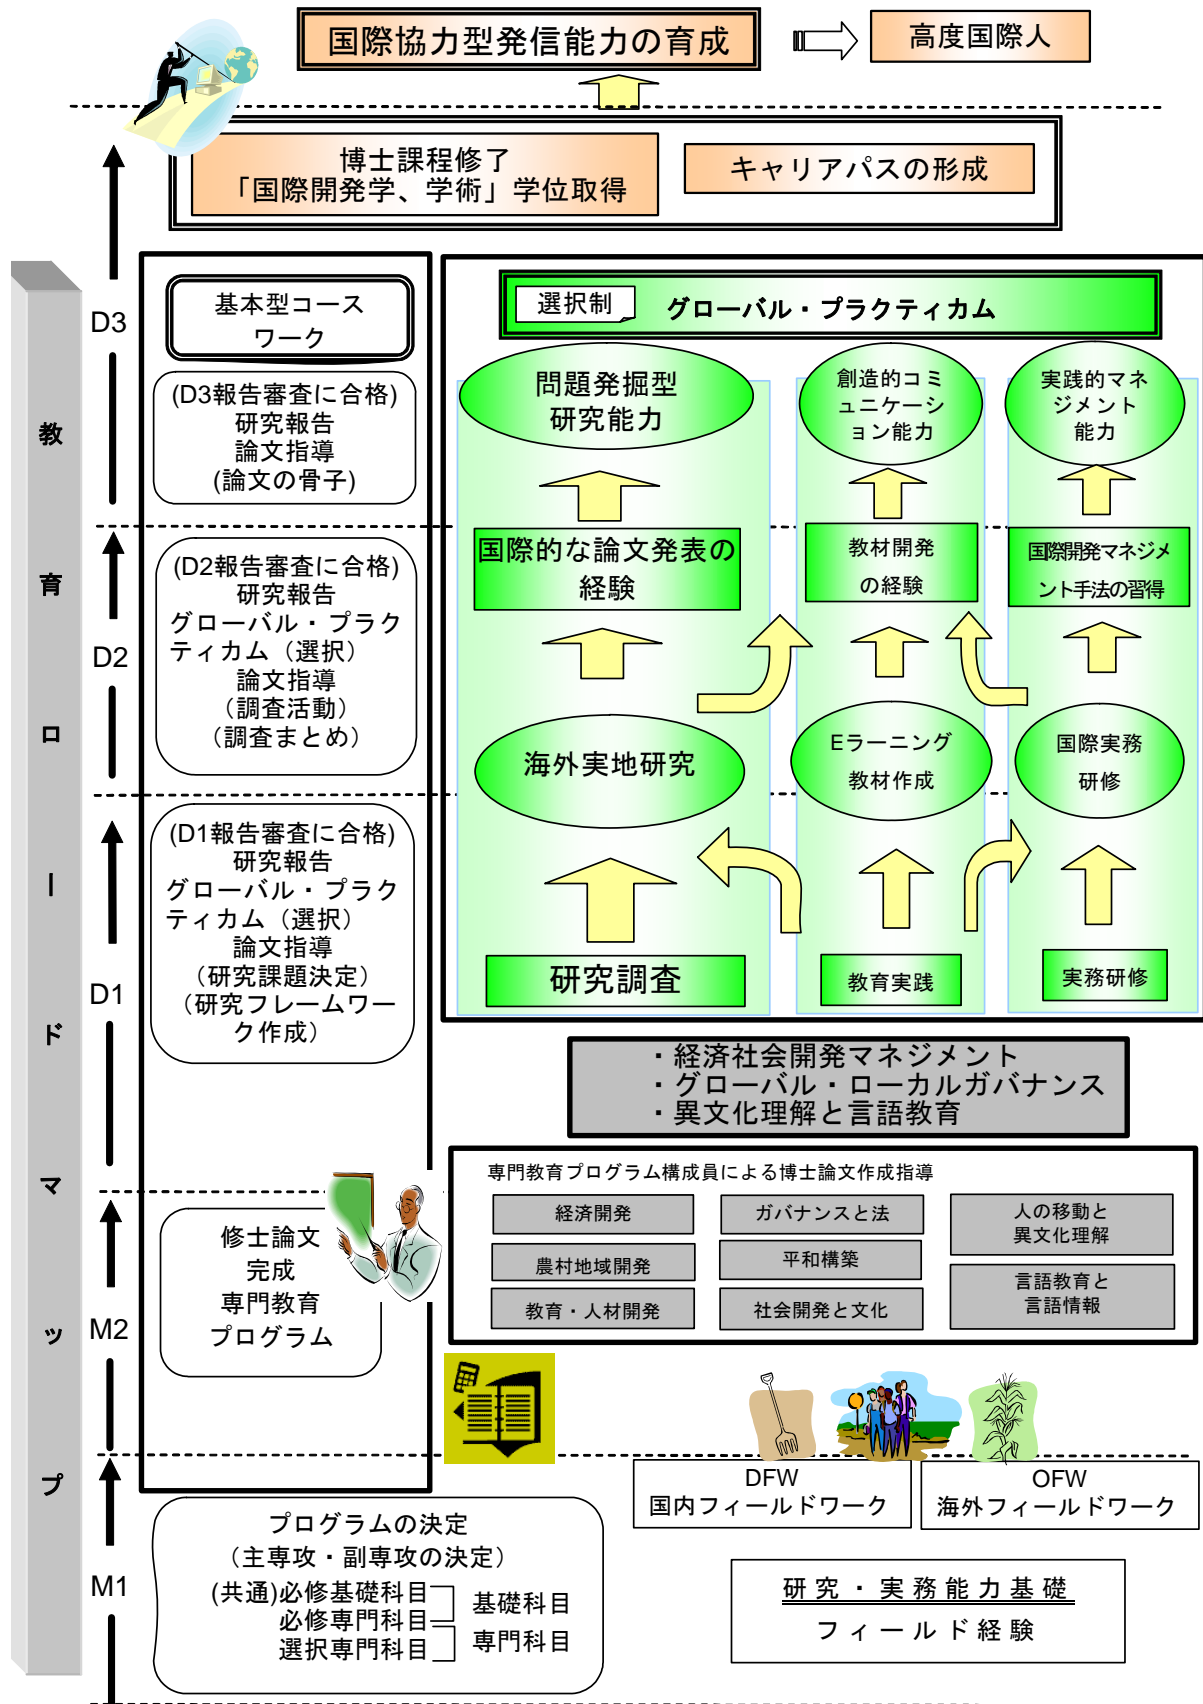 国際協力型発信能力の育成
高度国際人
博士課程修了
「国際開発学、学術」学位取得
キャリアパスの形成
教育ロードマップ
D3
D2
D1
M2
M1
基本型コース
ワーク
(D3報告審査に合格)
研究報告
論文指導
(論文の骨子)
(D2報告審査に合格)
研究報告
グローバル・プラク
ティカム（選択）
論文指導
（調査活動）
（調査まとめ）
(D1報告審査に合格)
研究報告
グローバル・プラク
ティカム（選択）
論文指導
（研究課題決定）
（研究フレームワー
ク作成）
修士論文
完成
専門教育
プログラム
選択制
グローバル・プラクティカム
問題発掘型
研究能力
創造的コミ
ュニケーシ
ョン能力
実践的マネ
ジメント
能力
国際的な論文発表の
経験
教材開発
の経験
国際開発マネジメ
ント手法の習得
海外実地研究
Eラーニング
教材作成
国際実務
研修
研究調査
教育実践
実務研修
・経済社会開発マネジメント
・グローバル・ローカルガバナンス
・異文化理解と言語教育
専門教育プログラム構成員による博士論文作成指導
経済開発
ガバナンスと法
人の移動と
異文化理解
農村地域開発
平和構築
教育・人材開発
社会開発と文化
言語教育と
言語情報
DFW
国内フィールドワーク
OFW
海外フィールドワーク
プログラムの決定
（主専攻・副専攻の決定）
(共通)必修基礎科目
必修専門科目
選択専門科目
基礎科目
専門科目
研究・実務能力基礎
フィールド経験